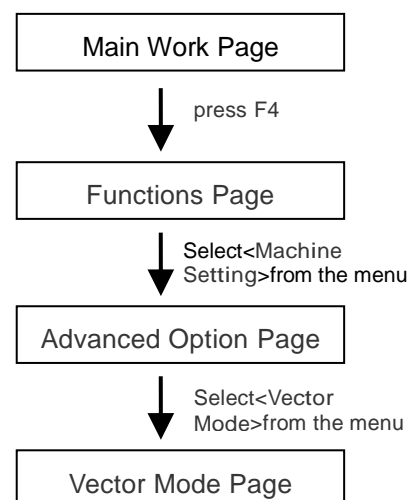 Main Work Page
press F4
Functions Page
Select<Machine
Setting>from the menu
Advanced Option Page
Select<Vector
Mode>from the menu
Vector Mode Page